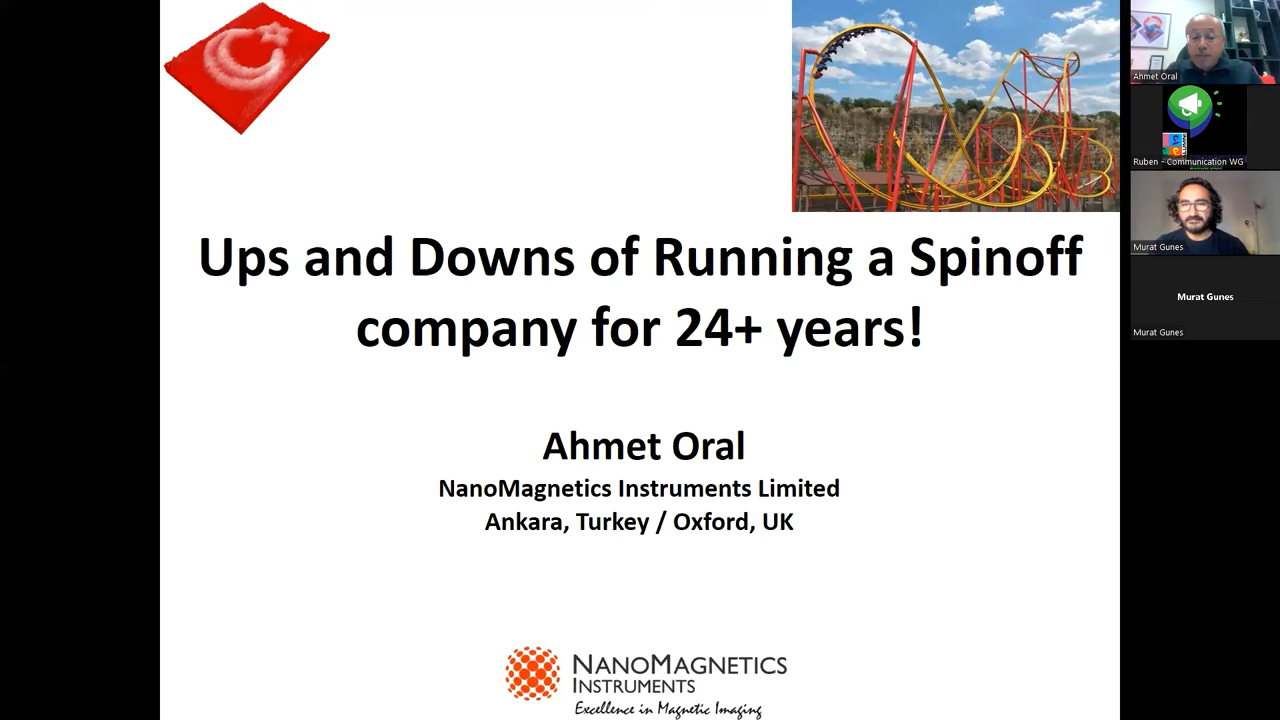 Ups and Downs of Running a Spinoff
company for 24+ years!
Ahmet Oral
NanoMagnetics Instruments Limited
Ankara, Turkey / Oxford, UK
NANOMAGNETICS
INSTRUMENTS
Excellence in Magnetic Imaging
Ahmet Oral
Ruben - Communication WG
Murat Gunes
Murat Gunes
Murat Gunes